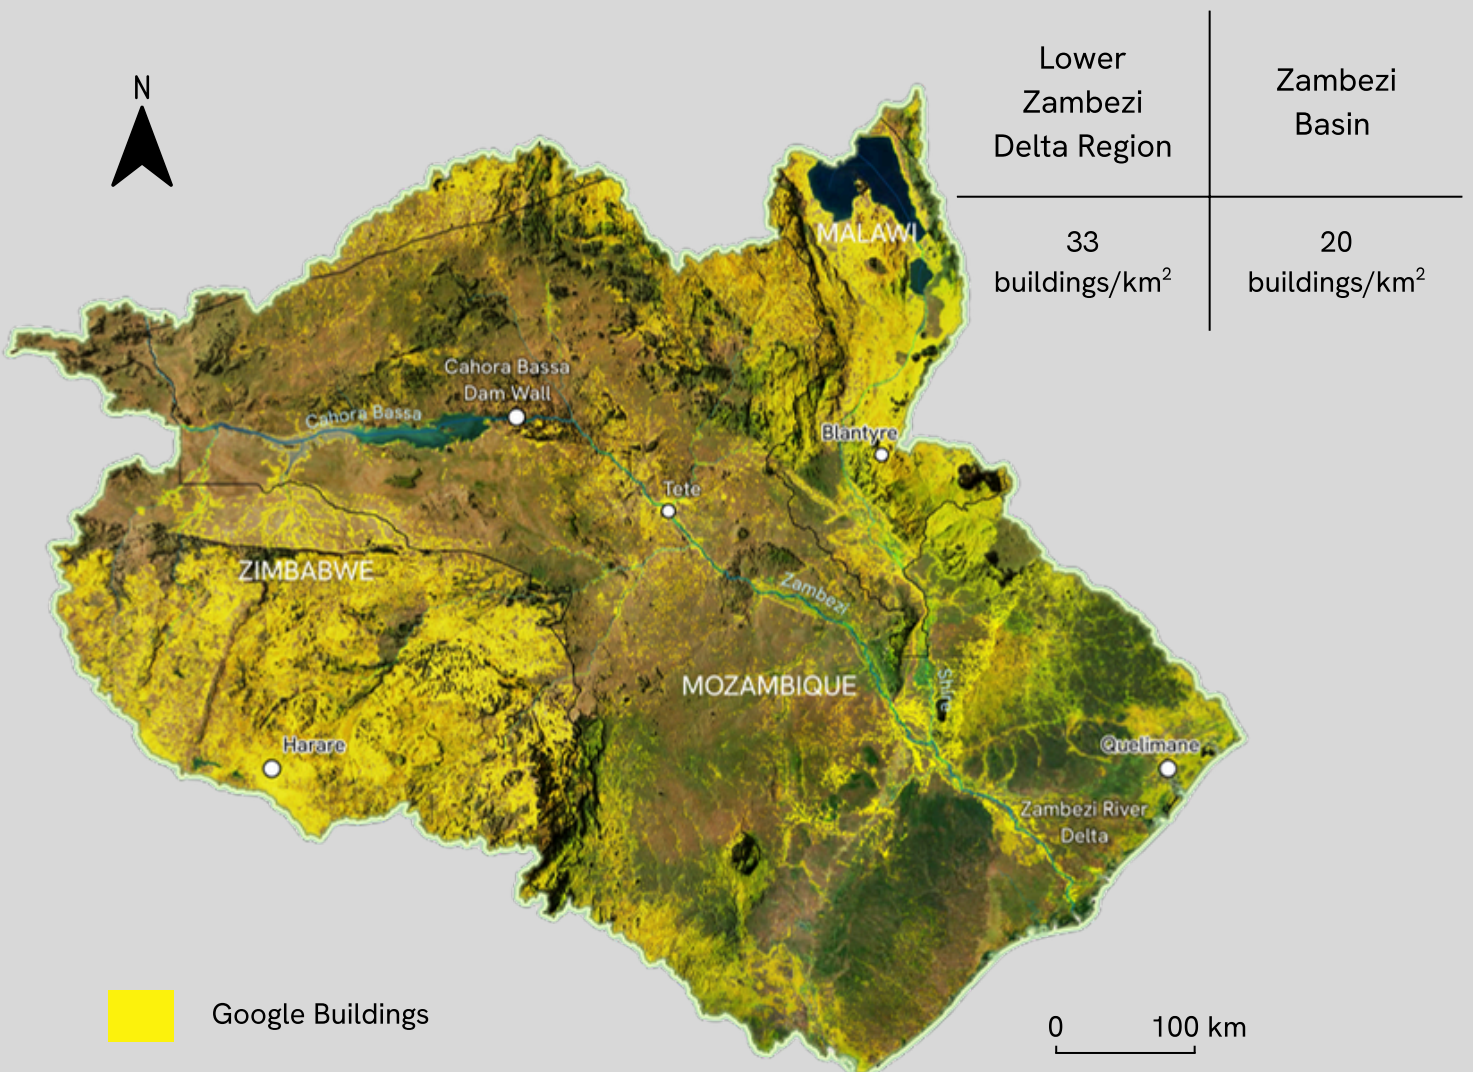 N
Lower
Zambezi
Delta Region
Zambezi
Basin
33
buildings/km²
20
buildings/km²
MALAWI
Cahora Bassa
Dam Wall
Cahora Bassa
Blantyre
Tete
ZIMBABWE
Zambezi
MOZAMBIQUE
Shire
Harare
Quelimane
Zambezi River
Delta
Google Buildings
0 100 km